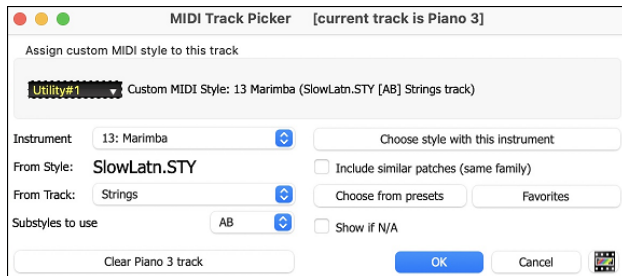 MIDI Track Picker [current track is Piano 3]
Assign custom MIDI style to this track
Utility#1 Custom MIDI Style: 13 Marimba (SlowLatn.STY [AB] Strings track)
Instrument 13: Marimba Choose style with this instrument
From Style: SlowLatn.STY Include similar patches (same family)
From Track: Strings Choose from presets Favorites
Substyles to use AB Show if N/A
Clear Piano 3 track OK Cancel